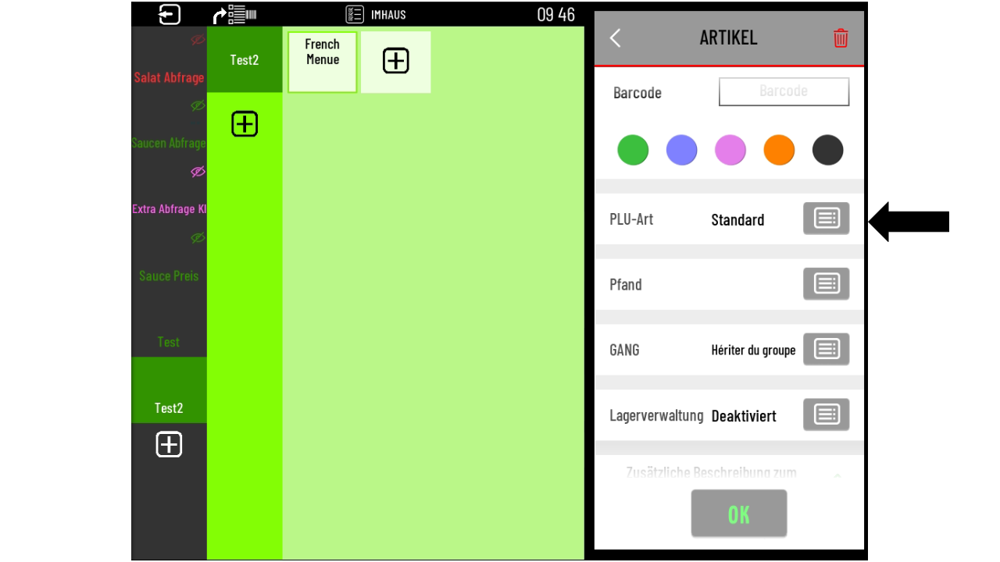 IMHAUS
09 46
Salat Abfrage
Saucen Abfrage
Extra Abfrage Kl
Sauce Preis
Test
Test2
Test2
French
Menue
ARTIKEL
Barcode
Barcode
PLU-Art
Standard
Pfand
GANG
Hériter du groupe
Lagerverwaltung
Deaktiviert
Zusätzliche Beschreibung zum
OK